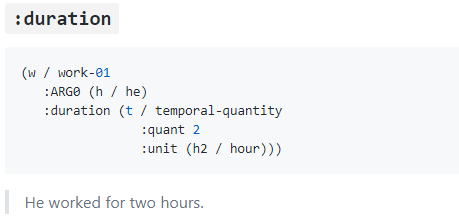 :duration
(w / work-01
   :ARG0 (h / he)
   :duration (t / temporal-quantity
                :quant 2
                :unit (h2 / hour)))
He worked for two hours.